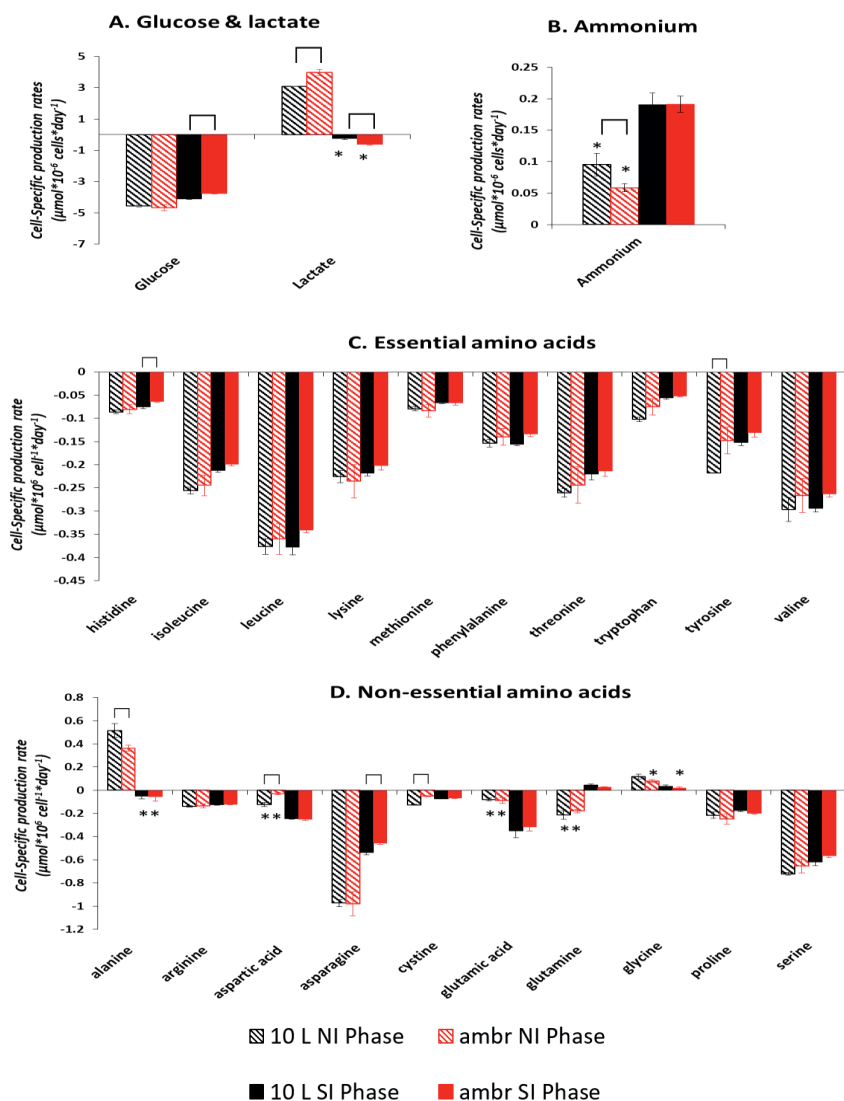 A. Glucose & lactate
Cell-Specific production rates
(µmol*10-6 cells*day-1)
5
3
1
-1
-3
-5
-7
* *
Glucose
Lactate
B. Ammonium
Cell-Specific production rates
(µmol*10-6 cells*day-1)
0.25
0.2
0.15
0.1
0.05
0
*
*
Ammonium
C. Essential amino acids
Cell-Specific production rate
(µmol*106 cell-1*day-1)
0
-0.05
-0.1
-0.15
-0.2
-0.25
-0.3
-0.35
-0.4
-0.45
histidine
isoleucine
leucine
lysine
methionine
phenylalanine
threonine
tryptophan
tyrosine
valine
D. Non-essential amino acids
Cell-Specific production rate
(µmol*106 cell-1*day-1)
0.8
0.6
0.4
0.2
0
-0.2
-0.4
-0.6
-0.8
-1
-1.2
* *
** ** ** **
alanine
arginine
aspartic acid
asparagine
cystine
glutamic acid
glutamine
glycine
proline
serine
10 L NI Phase
ambr NI Phase
10 L SI Phase
ambr SI Phase